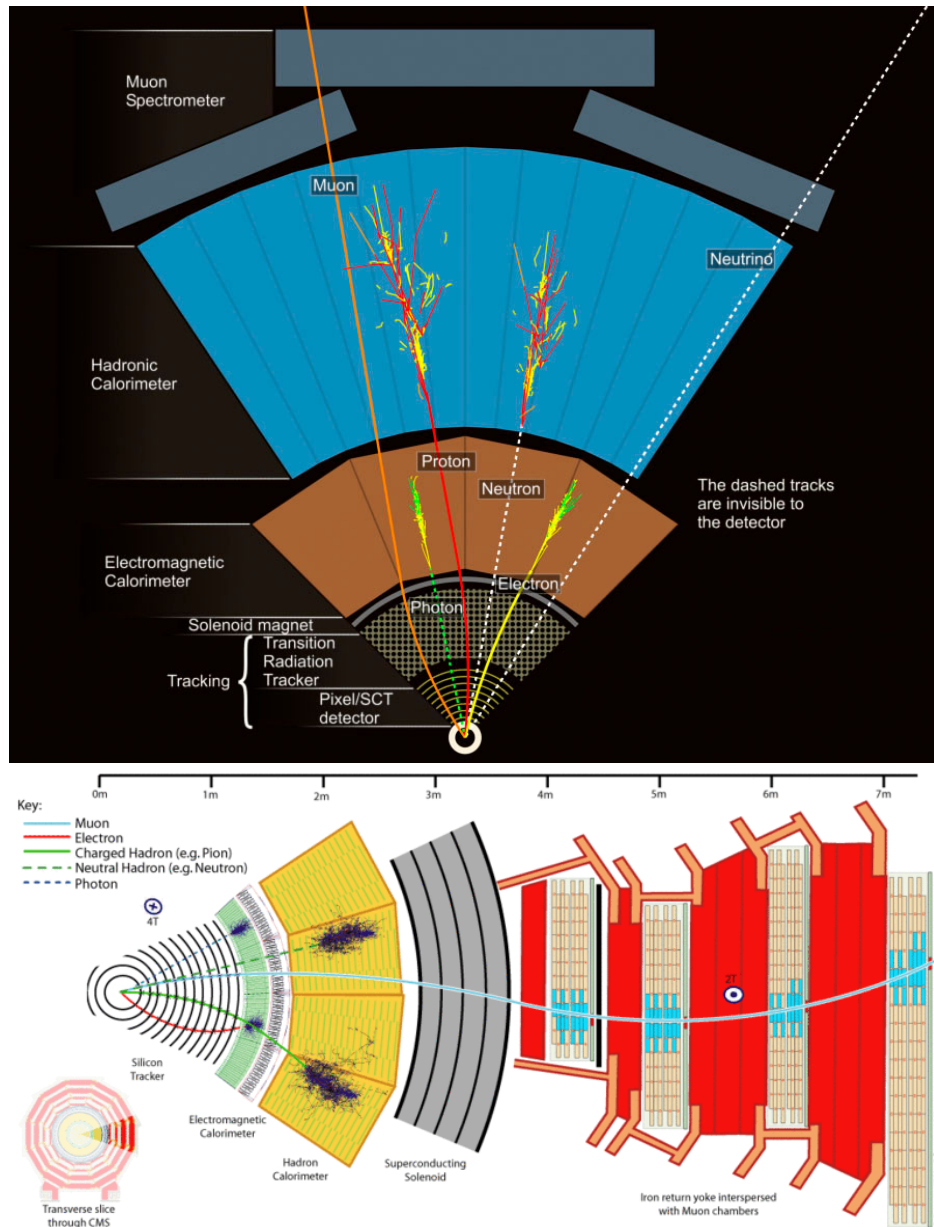 Muon
Spectrometer
Muon
Neutrino
Hadronic
Calorimeter
Proton
Neutron
The dashed tracks
are invisible to
the detector
Electromagnetic
Calorimeter
Electron
Photon
Solenoid magnet
Tracking
Transition
Radiation
Tracker
Pixel/SCT
detector
0m 1m 2m 3m 4m 5m 6m 7m
Key:
Muon
Electron
Charged Hadron (e.g. Pion)
Neutral Hadron (e.g. Neutron)
Photon
4T
2T
Silicon
Tracker
Electromagnetic
Calorimeter
Hadron
Calorimeter
Superconducting
Solenoid
Iron return yoke interspersed
with Muon chambers
Transverse slice
through CMS